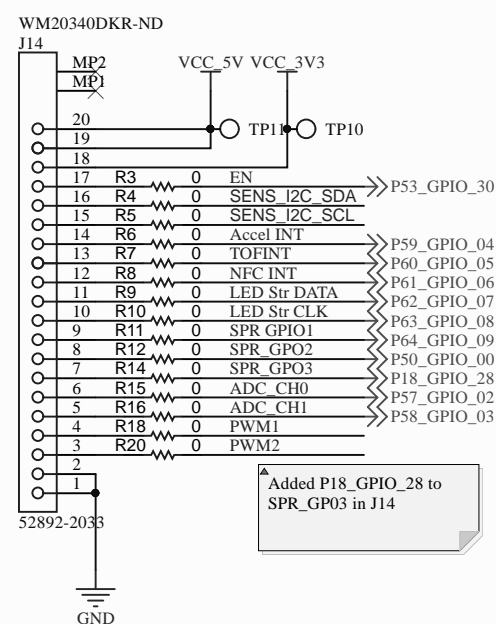 WM20340DKR-ND
J14
MP2 VCC_5V VCC_3V3
MP1
20 TP11 TP10
19
18
17 R3 0 EN P53_GPIO_30
16 R4 0 SENS_I2C_SDA
15 R5 0 SENS_I2C_SCL
14 R6 0 Accel INT P59_GPIO_04
13 R7 0 TOFINT P60_GPIO_05
12 R8 0 NFC INT P61_GPIO_06
11 R9 0 LED Str DATA P62_GPIO_07
10 R10 0 LED Str CLK P63_GPIO_08
9 R11 0 SPR GPIO1 P64_GPIO_09
8 R12 0 SPR_GPO2 P50_GPIO_00
7 R14 0 SPR_GPO3 P18_GPIO_28
6 R15 0 ADC_CH0 P57_GPIO_02
5 R16 0 ADC_CH1 P58_GPIO_03
4 R18 0 PWM1
3 R20 0 PWM2
2
1
Added P18_GPIO_28 to
SPR_GP03 in J14
52892-2033
GND